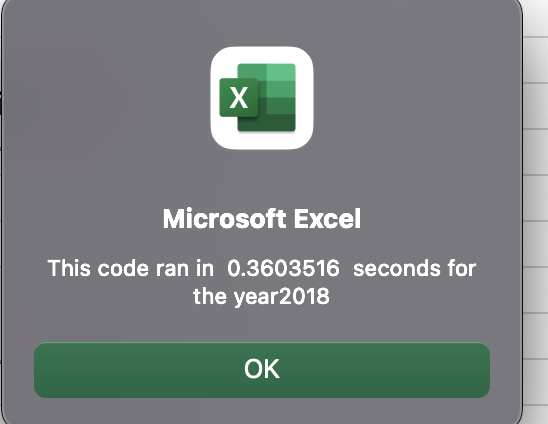 X
Microsoft Excel
This code ran in  0.3603516  seconds for
the year2018
OK